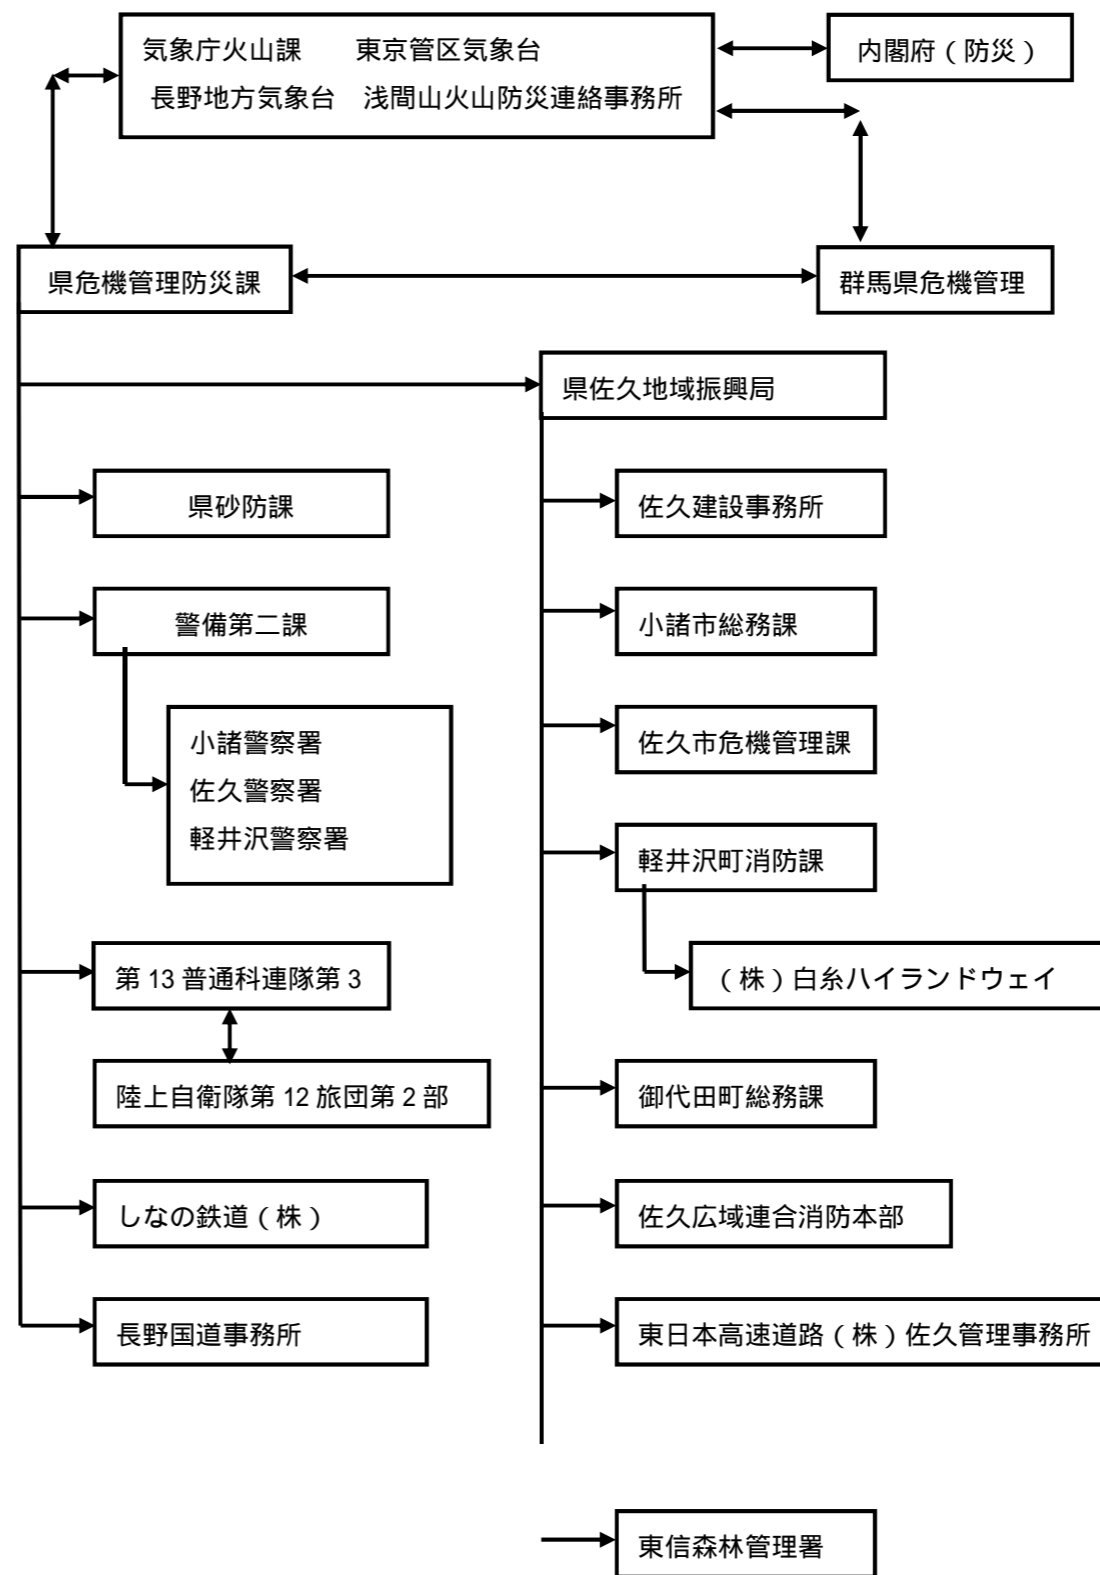 気象庁火山課　東京管区気象台
長野地方気象台　浅間山火山防災連絡事務所
内閣府（防災）
県危機管理防災課
群馬県危機管理
県佐久地域振興局
県砂防課
警備第二課
小諸警察署
佐久警察署
軽井沢警察署
第13普通科連隊第3
陸上自衛隊第12旅団第2部
しなの鉄道（株）
長野国道事務所
佐久建設事務所
小諸市総務課
佐久市危機管理課
軽井沢町消防課
（株）白糸ハイランドウェイ
御代田町総務課
佐久広域連合消防本部
東日本高速道路（株）佐久管理事務所
東信森林管理署